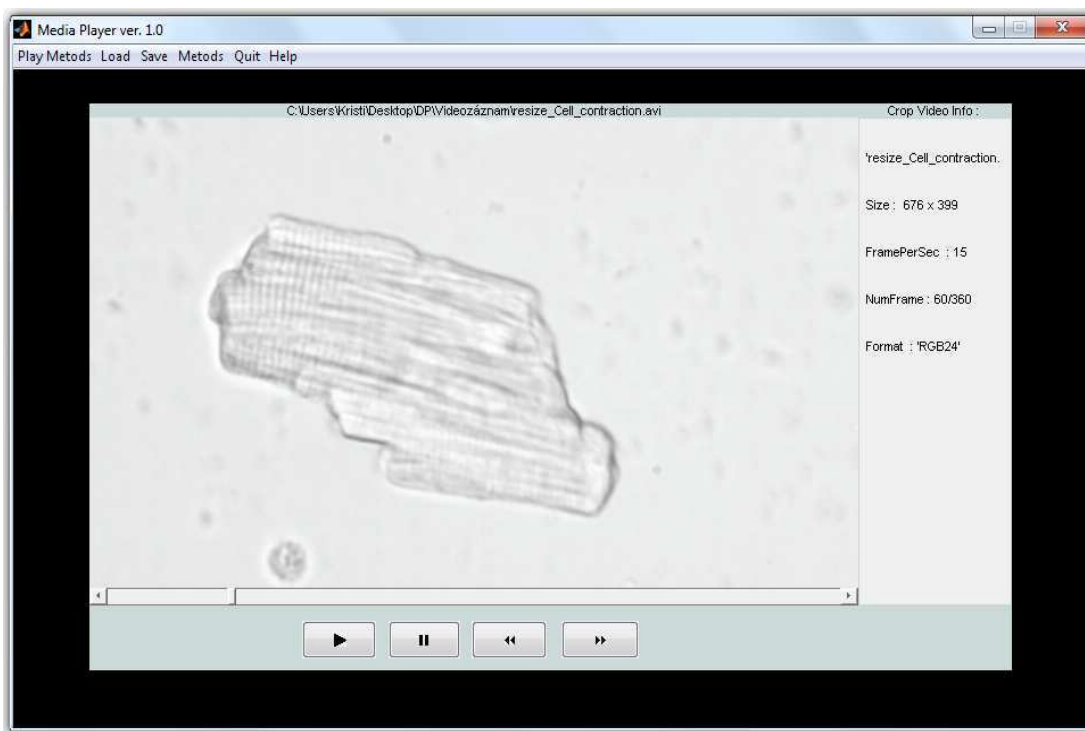 Media Player ver. 1.0
Play Metods Load Save Metods Quit Help
C:\Users\Kristi\Desktop\DP\Videozáznam\resize_Cell_contraction.avi
Crop Video Info :
'resize_Cell_contraction.
Size : 676 x 399
FramePerSec : 15
NumFrame : 60/360
Format : 'RGB24'